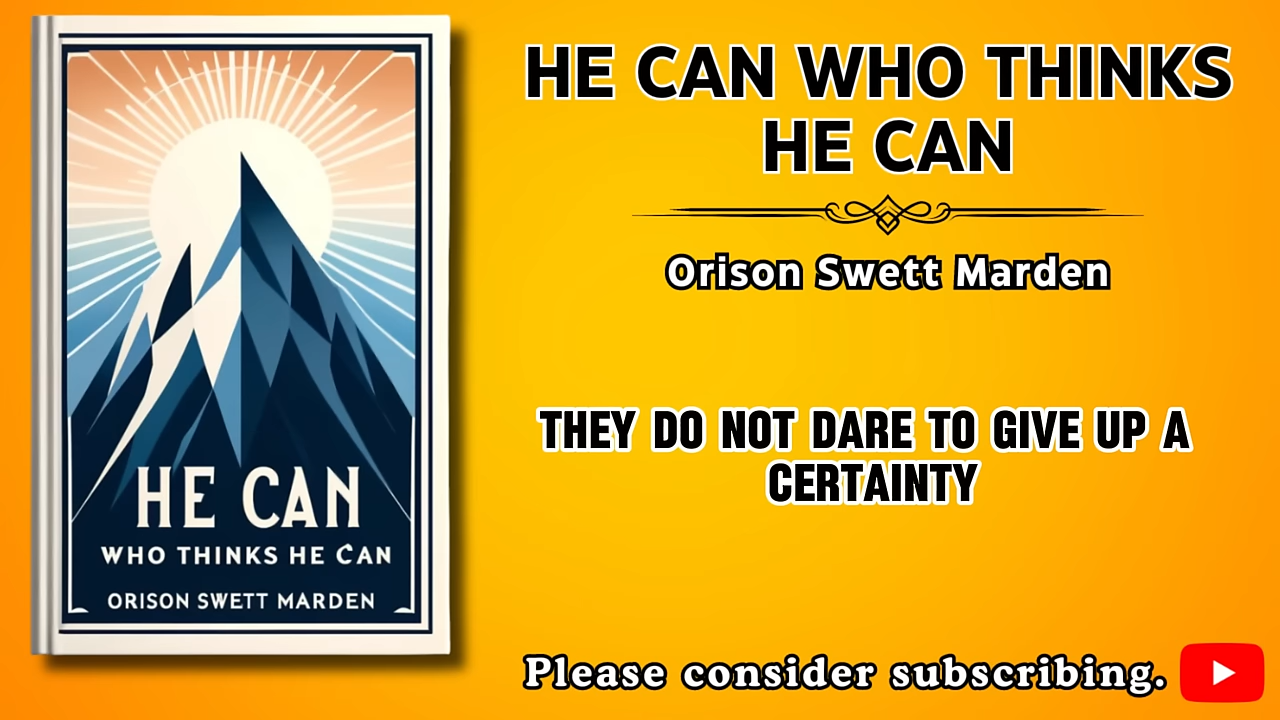 HE CAN
WHO THINKS HE CAN
ORISON SWETT MARDEN
HE CAN WHO THINKS
HE CAN
Orison Swett Marden
THEY DO NOT DARE TO GIVE UP A
CERTAINTY
Please consider subscribing.